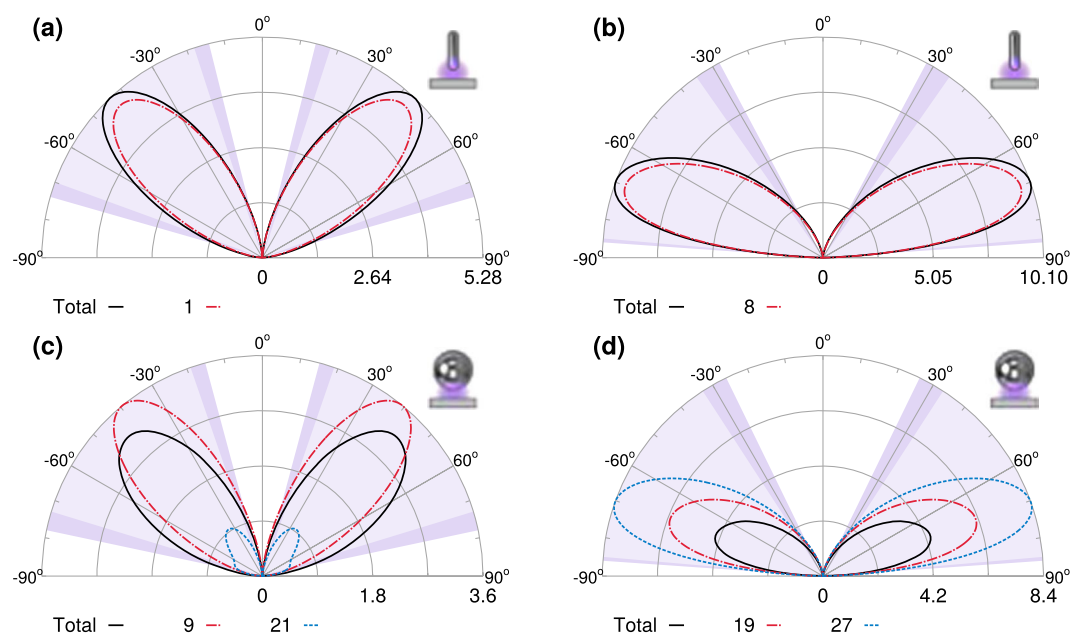 (a)
0°
-30° 30°
-60° 60°
-90° 90°
0 2.64 5.28
Total 1
(b)
0°
-30° 30°
-60° 60°
-90° 90°
0 5.05 10.10
Total 8
(c)
0°
-30° 30°
-60° 60°
-90° 90°
0 1.8 3.6
Total 9 21
(d)
0°
-30° 30°
-60° 60°
-90° 90°
0 4.2 8.4
Total 19 27